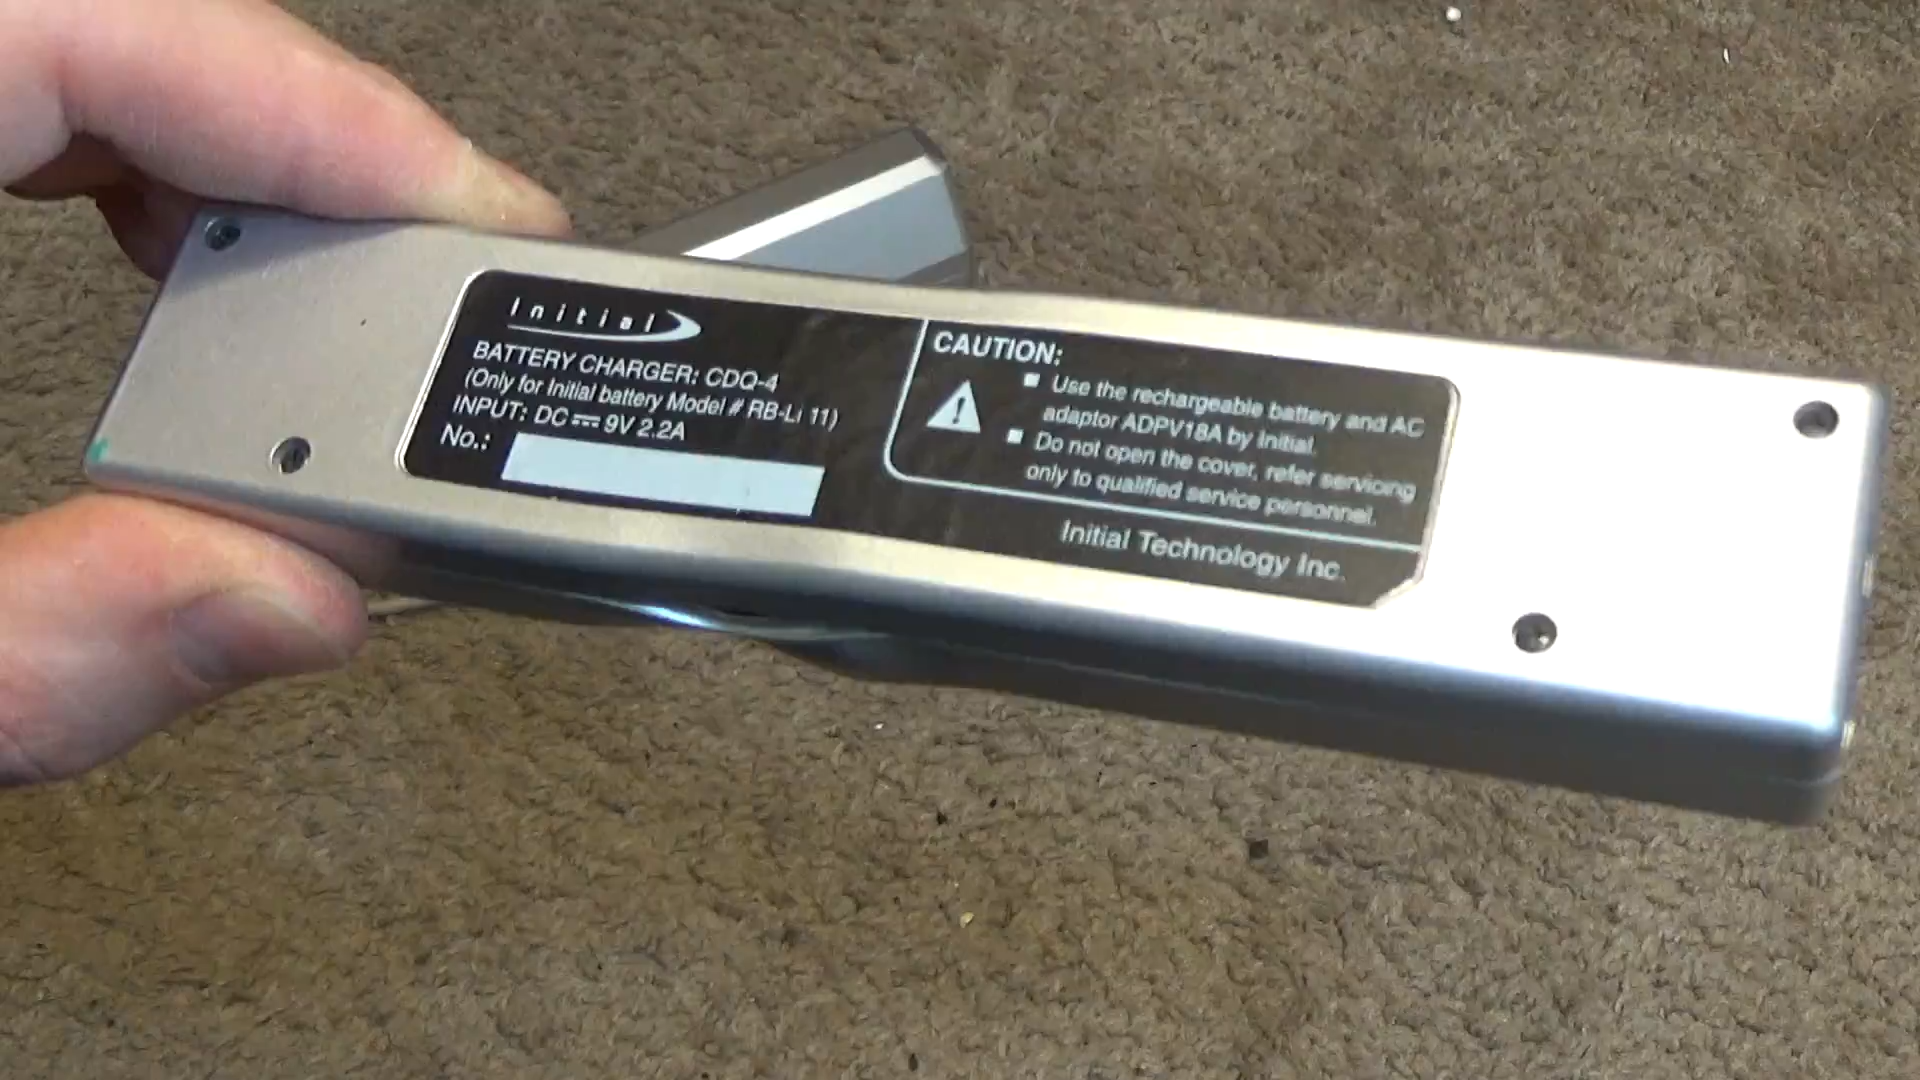 Initial
BATTERY CHARGER: CDQ-4
(Only for Initial battery Model # RB-Li 11)
INPUT: DC ⎓ 9V 2.2A
No.:
CAUTION:
■ Use the rechargeable battery and AC
adaptor ADPV18A by Initial.
■ Do not open the cover, refer servicing
only to qualified service personnel.
Initial Technology Inc.